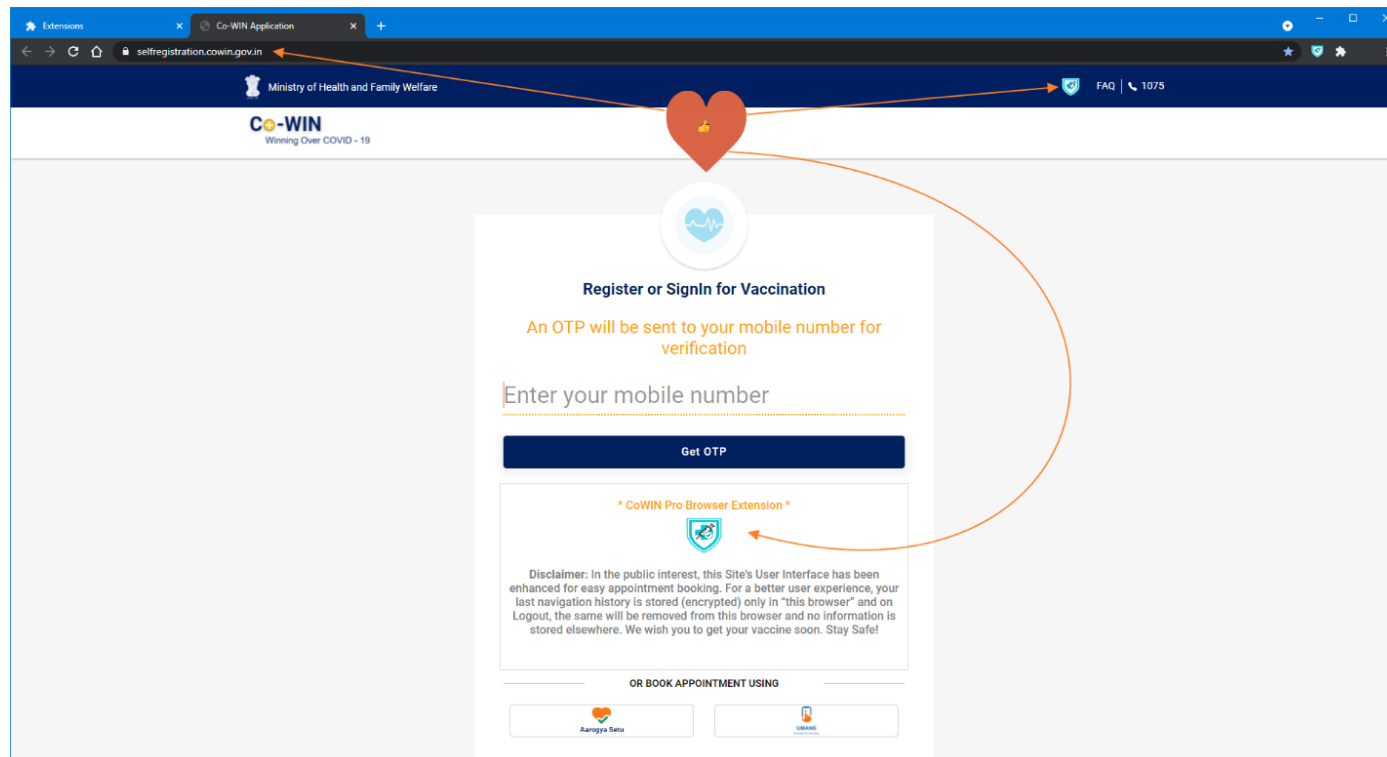 Extensions
Co-WIN Application
selfregistration.cowin.gov.in
Ministry of Health and Family Welfare
FAQ | 1075
Co-WIN
Winning Over COVID - 19
Register or SignIn for Vaccination
An OTP will be sent to your mobile number for
verification
Enter your mobile number
Get OTP
* CoWIN Pro Browser Extension *
Disclaimer: In the public interest, this Site's User Interface has been
enhanced for easy appointment booking. For a better user experience, your
last navigation history is stored (encrypted) only in "this browser" and on
Logout, the same will be removed from this browser and no information is
stored elsewhere. We wish you to get your vaccine soon. Stay Safe!
OR BOOK APPOINTMENT USING
Aarogya Setu
UMANG